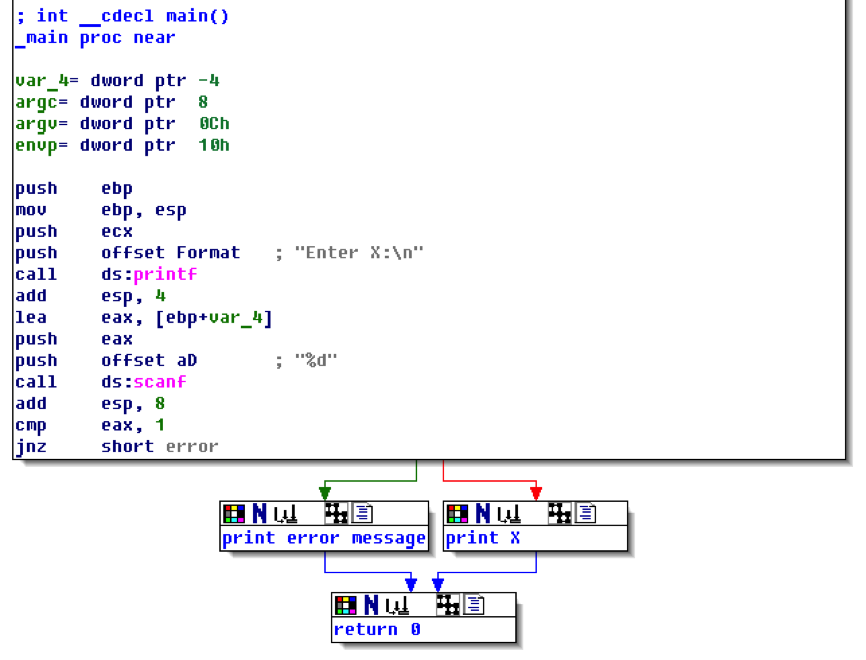 ; int __cdecl main()
_main proc near
var_4= dword ptr -4
argc= dword ptr  8
argv= dword ptr  0Ch
envp= dword ptr  10h
push    ebp
mov     ebp, esp
push    ecx
push    offset Format   ; "Enter X:\n"
call    ds:printf
add     esp, 4
lea     eax, [ebp+var_4]
push    eax
push    offset aD       ; "%d"
call    ds:scanf
add     esp, 8
cmp     eax, 1
jnz     short error
print error message
print X
return 0